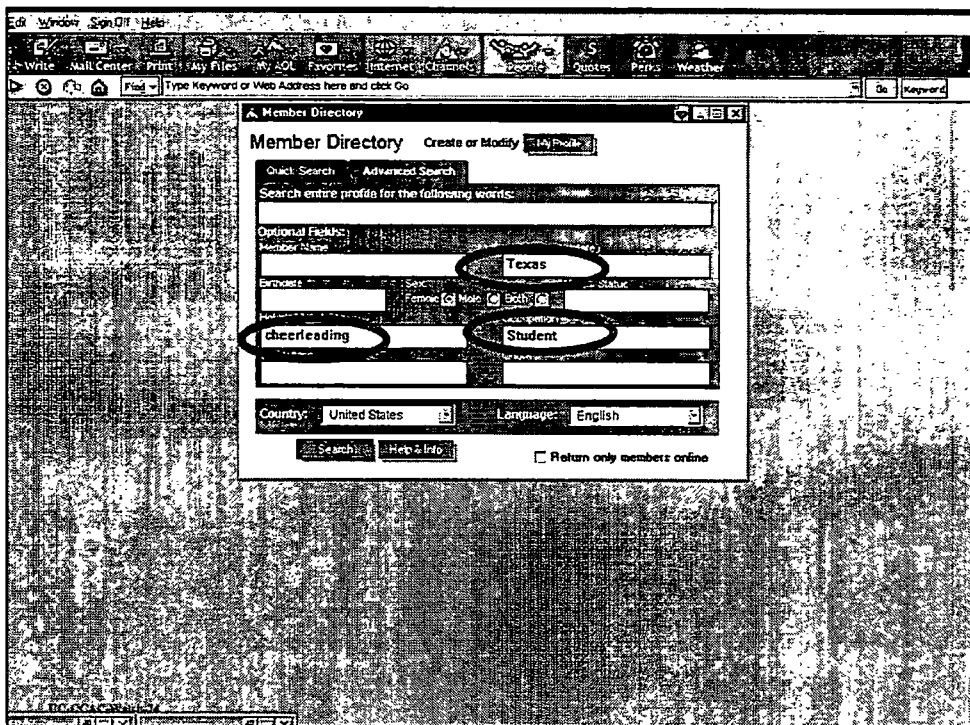 Edit Window Sign Off Help
Write Mail Center Print My Files My AOL Favorites Internet Channels People Quotes Perks Weather
Find Type Keyword or Web Address here and click Go Go Keyword
Member Directory
Member Directory Create or Modify My Profile
Quick Search Advanced Search
Search entire profile for the following words:
Optional Fields:
Member Name
Texas
Birthdate Sex: Status
Female Male Both
cheerleading Student
Country: United States Language: English
Search Help & Info Return only members online